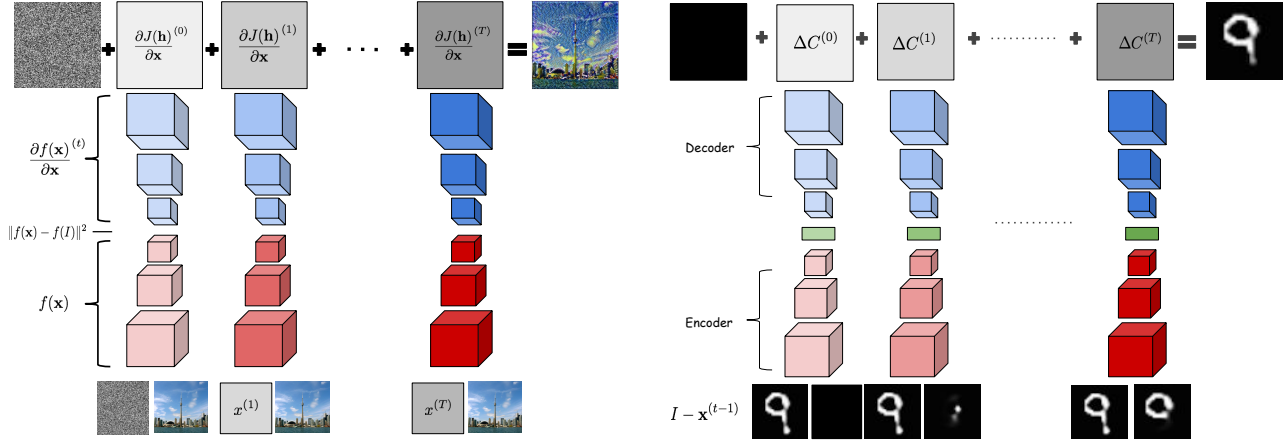 ∂J(h)/∂x ^(0) + ∂J(h)/∂x ^(1) + · · · + ∂J(h)/∂x ^(T) =
∂f(x)/∂x ^(t)
‖f(x) − f(I)‖²
f(x)
x^(1) x^(T)
+ ΔC^(0) + ΔC^(1) + ............ + ΔC^(T) =
Decoder
............
Encoder
I − x^(t−1)